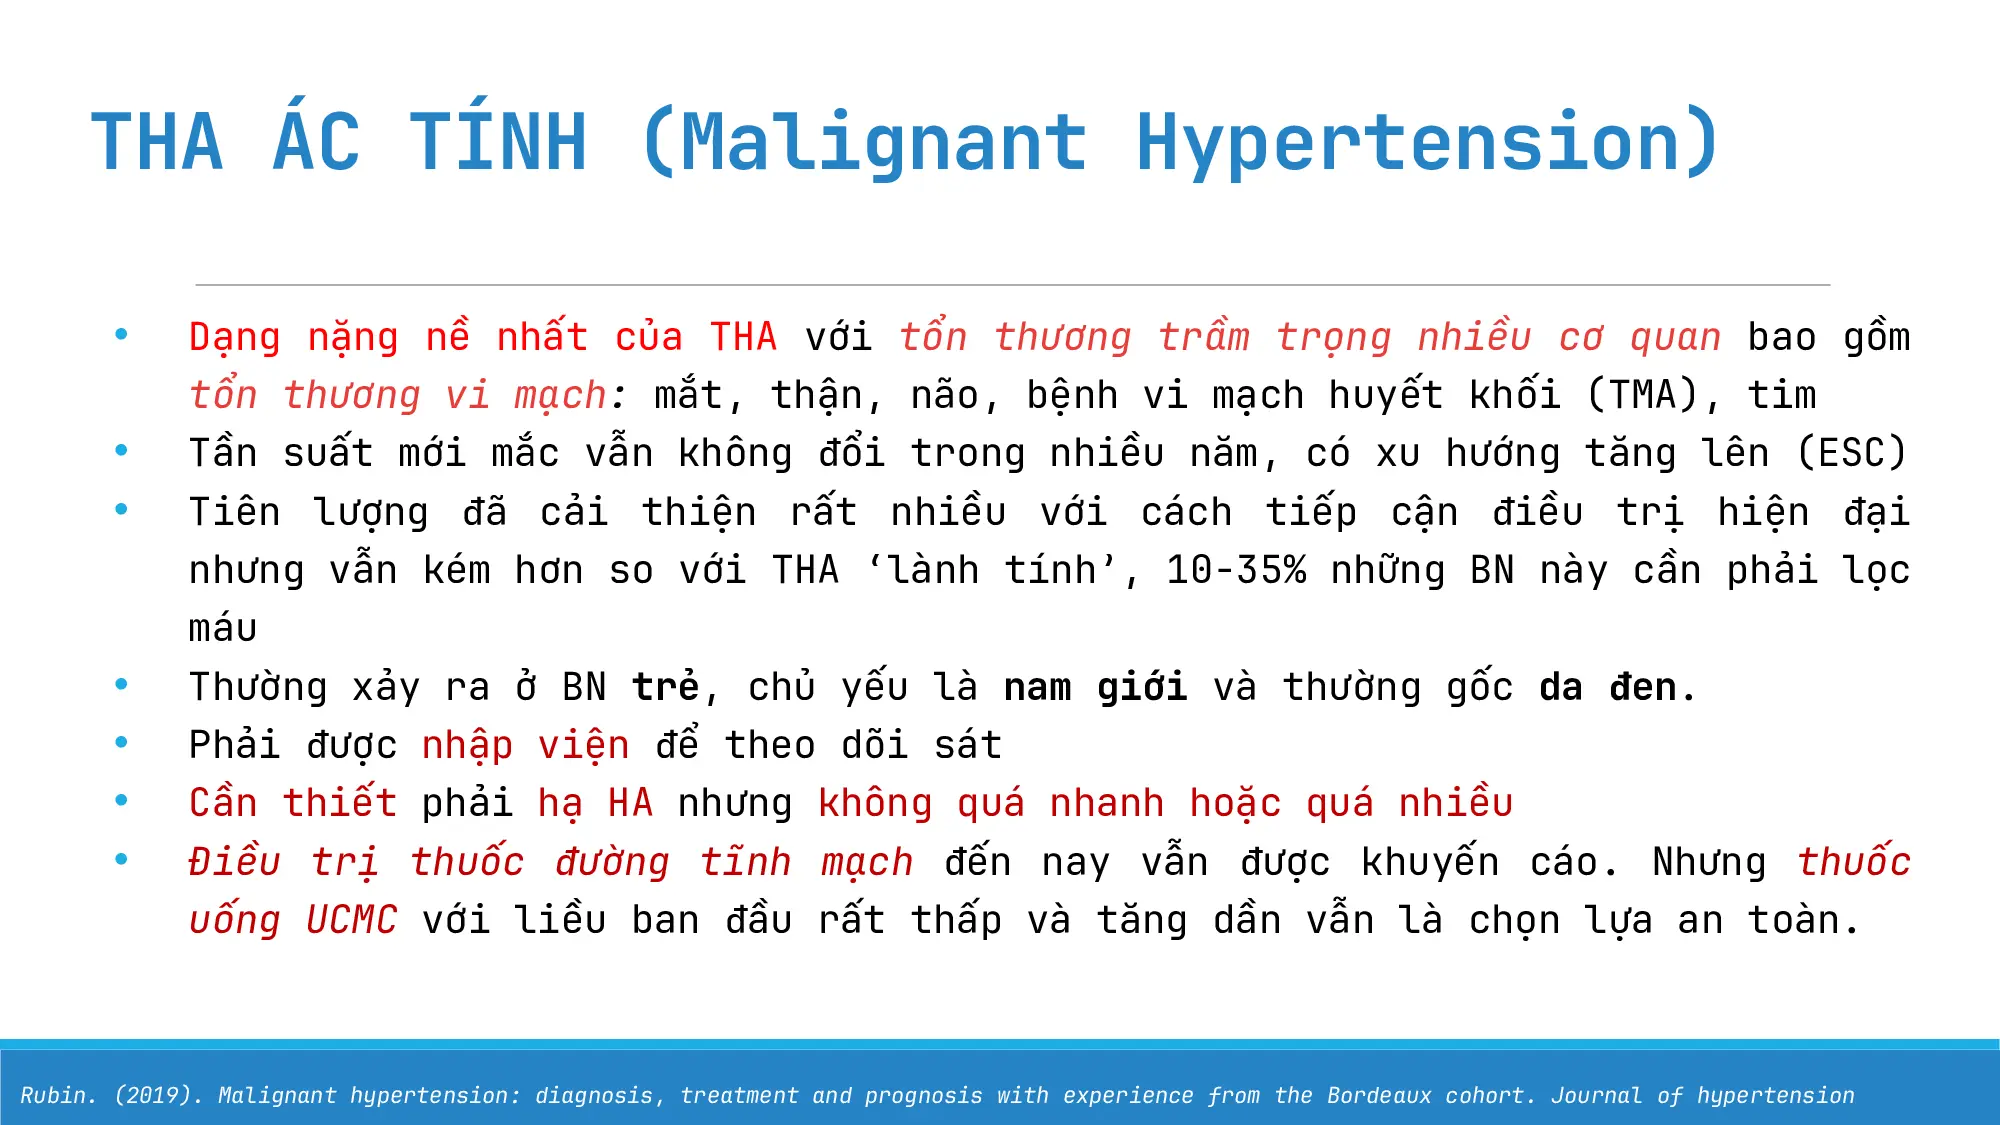 THA ÁC TÍNH (Malignant Hypertension)
• Dạng nặng nề nhất của THA với tổn thương trầm trọng nhiều cơ quan bao gồm
tổn thương vi mạch: mắt, thận, não, bệnh vi mạch huyết khối (TMA), tim
• Tần suất mới mắc vẫn không đổi trong nhiều năm, có xu hướng tăng lên (ESC)
• Tiên lượng đã cải thiện rất nhiều với cách tiếp cận điều trị hiện đại
nhưng vẫn kém hơn so với THA ‘lành tính’, 10-35% những BN này cần phải lọc
máu
• Thường xảy ra ở BN trẻ, chủ yếu là nam giới và thường gốc da đen.
• Phải được nhập viện để theo dõi sát
• Cần thiết phải hạ HA nhưng không quá nhanh hoặc quá nhiều
• Điều trị thuốc đường tĩnh mạch đến nay vẫn được khuyến cáo. Nhưng thuốc
uống UCMC với liều ban đầu rất thấp và tăng dần vẫn là chọn lựa an toàn.
Rubin. (2019). Malignant hypertension: diagnosis, treatment and prognosis with experience from the Bordeaux cohort. Journal of hypertension